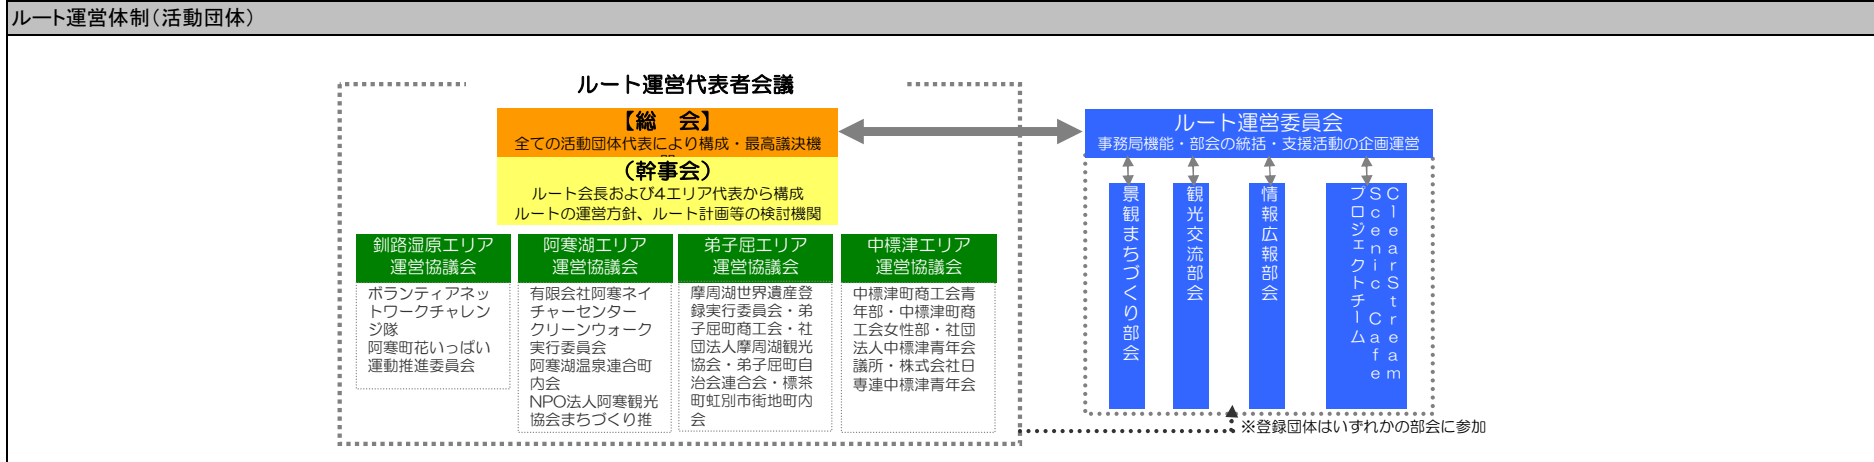 ルート運営体制（活動団体）
ルート運営代表者会議
【総　会】
全ての活動団体代表により構成・最高議決機
（幹事会）
ルート会長および4エリア代表から構成
ルートの運営方針、ルート計画等の検討機関
釧路湿原エリア
運営協議会
ボランティアネッ
トワークチャレン
ジ隊
阿寒町花いっぱい
運動推進委員会
阿寒湖エリア
運営協議会
有限会社阿寒ネイ
チャーセンター
クリーンウォーク
実行委員会
阿寒湖温泉連合町
内会
NPO法人阿寒観光
協会まちづくり推
弟子屈エリア
運営協議会
摩周湖世界遺産登
録実行委員会・弟
子屈町商工会・社
団法人摩周湖観光
協会・弟子屈町自
治会連合会・標茶
町虹別市街地町内
会
中標津エリア
運営協議会
中標津町商工会青
年部・中標津町商
工会女性部・社団
法人中標津青年会
議所・株式会社日
専連中標津青年会
ルート運営委員会
事務局機能・部会の統括・支援活動の企画運営
景観まちづくり部会
観光交流部会
情報広報部会
ClearStream
Scenic Cafe
プロジェクトチーム
※登録団体はいずれかの部会に参加